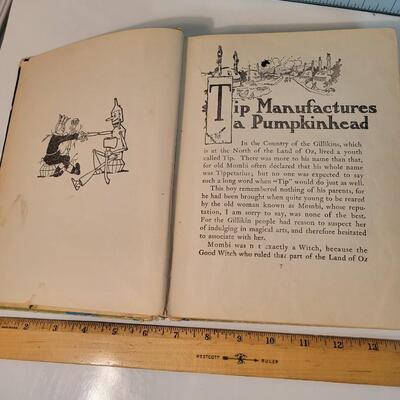 Tip Manufactures
a Pumpkinhead
In the Country of the Gillikins, which
is at the North of the Land of Oz, lived a youth
called Tip. There was more to his name than that,
for old Mombi often declared that his whole name
was Tippetarius; but no one was expected to say
such a long word when "Tip" would do just as well.
This boy remembered nothing of his parents, for
he had been brought when quite young to be reared
by the old woman known as Mombi, whose repu-
tation, I am sorry to say, was none of the best.
For the Gillikin people had reason to suspect her
of indulging in magical arts, and therefore hesitated
to associate with her.
Mombi was n t exactly a Witch, because the
Good Witch who ruled that part of the Land of Oz
7
2 3 4 5 6 7 8 9 10 11 12 13
WESTCOTT RULER